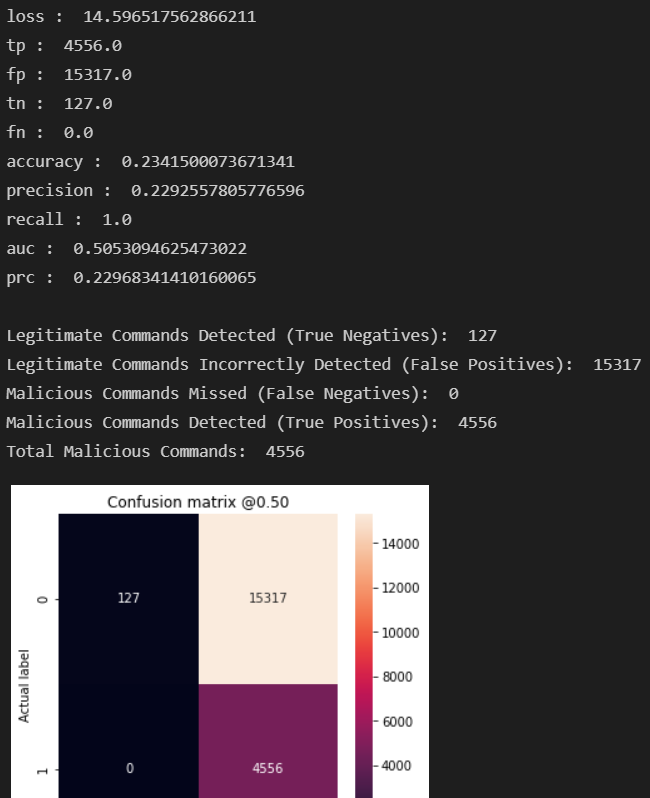 loss :  14.596517562866211
tp :  4556.0
fp :  15317.0
tn :  127.0
fn :  0.0
accuracy :  0.2341500073671341
precision :  0.2292557805776596
recall :  1.0
auc :  0.5053094625473022
prc :  0.22968341410160065
Legitimate Commands Detected (True Negatives):  127
Legitimate Commands Incorrectly Detected (False Positives):  15317
Malicious Commands Missed (False Negatives):  0
Malicious Commands Detected (True Positives):  4556
Total Malicious Commands:  4556
Confusion matrix @0.50
14000
12000
0 127 15317
10000
8000
Actual label
6000
1 0 4556
4000